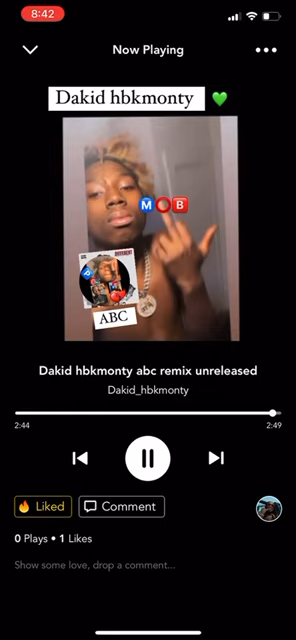 8:42
Now Playing
Dakid hbkmonty 💚
M⭕B
ABC
Dakid hbkmonty abc remix unreleased
Dakid_hbkmonty
2:44
2:49
🔥 Liked
Comment
0 Plays • 1 Likes
Show some love, drop a comment...